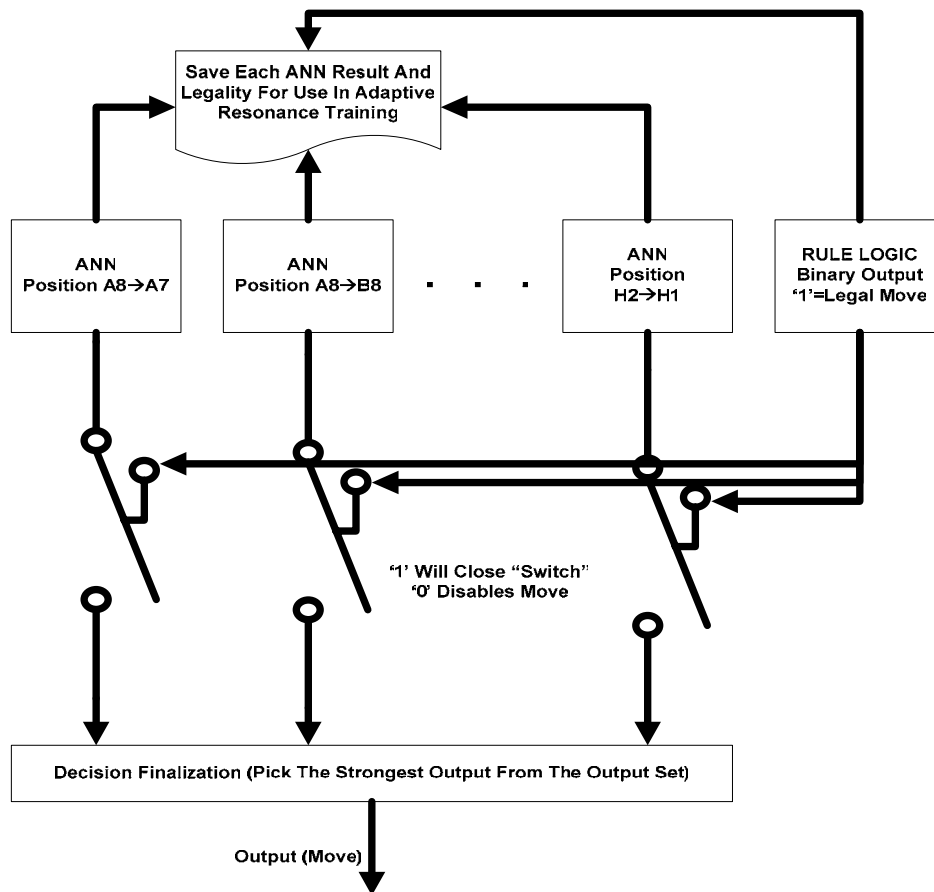 Save Each ANN Result And
Legality For Use In Adaptive
Resonance Training
ANN
Position A8→A7
ANN
Position A8→B8
. . .
ANN
Position
H2→H1
RULE LOGIC
Binary Output
‘1’=Legal Move
‘1’ Will Close “Switch”
‘0’ Disables Move
Decision Finalization (Pick The Strongest Output From The Output Set)
Output (Move)